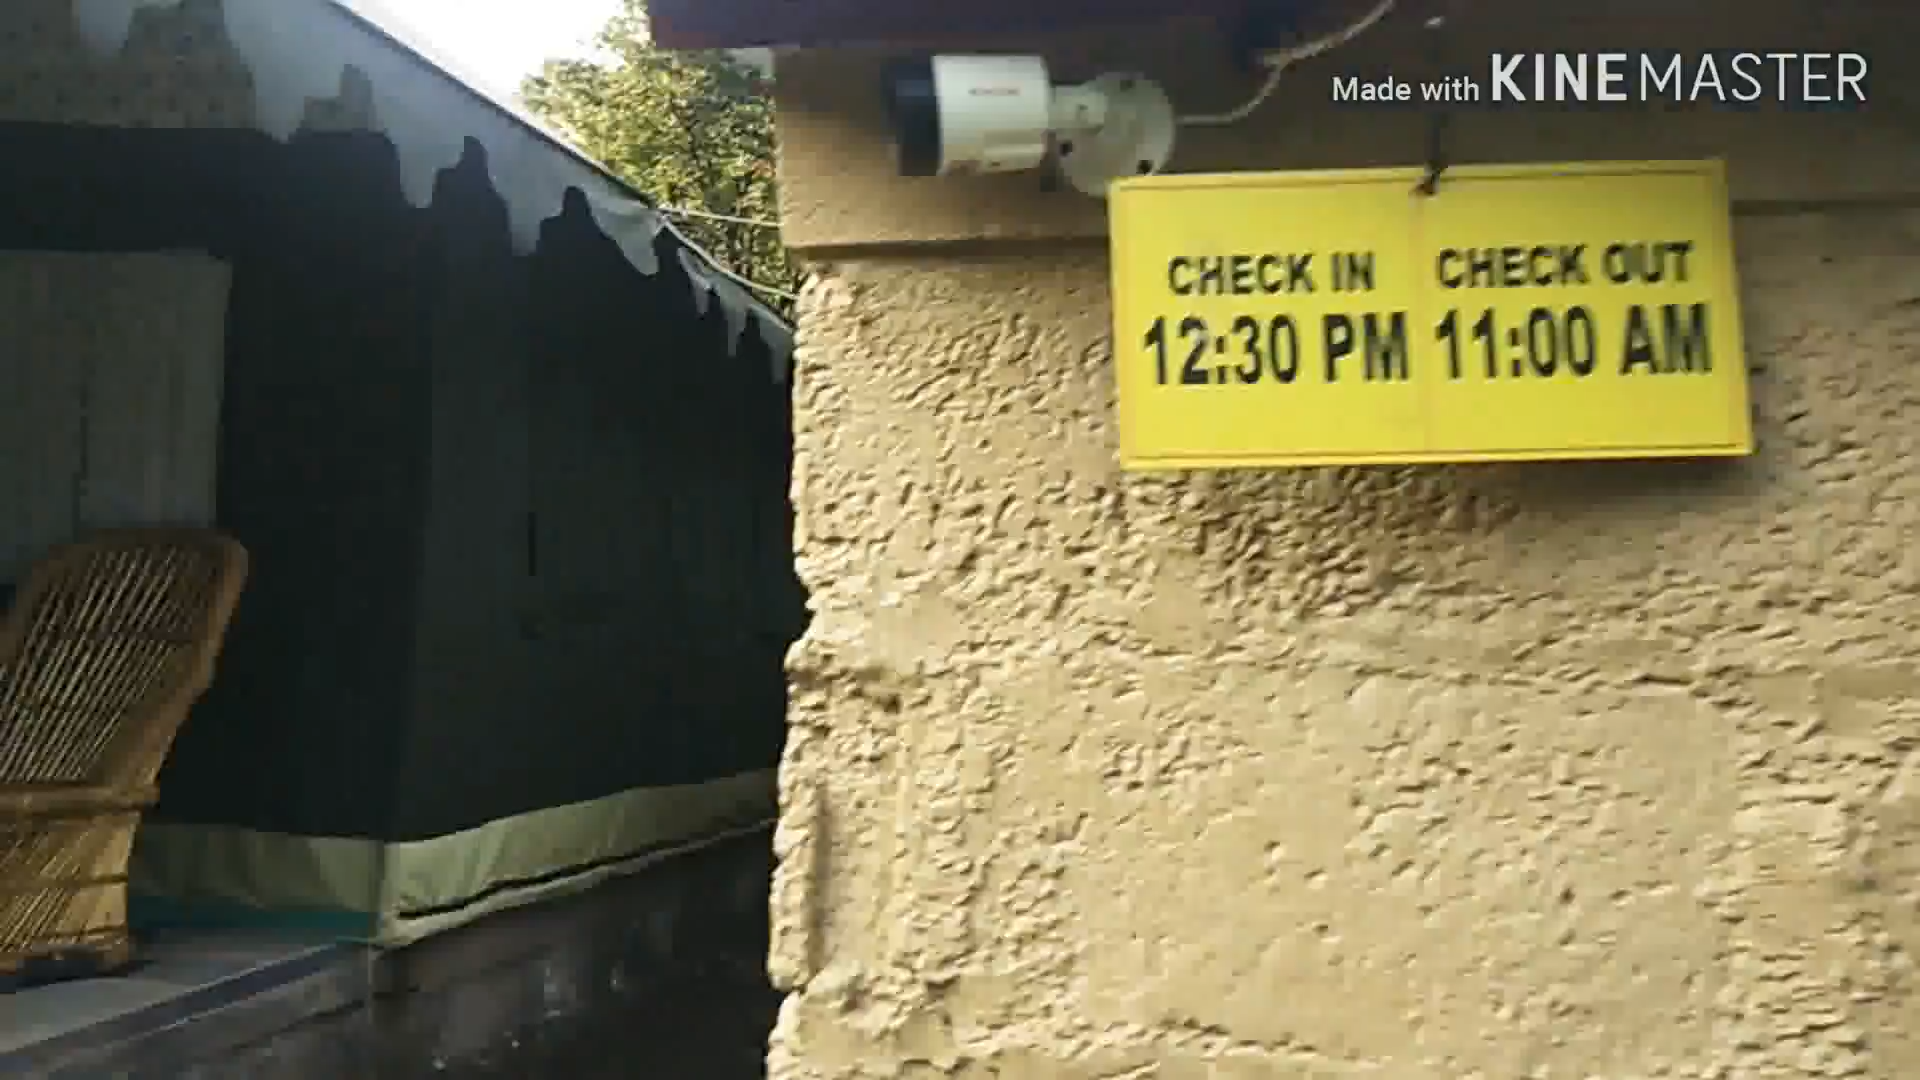 Made with KINEMASTER
CHECK IN CHECK OUT
12:30 PM 11:00 AM